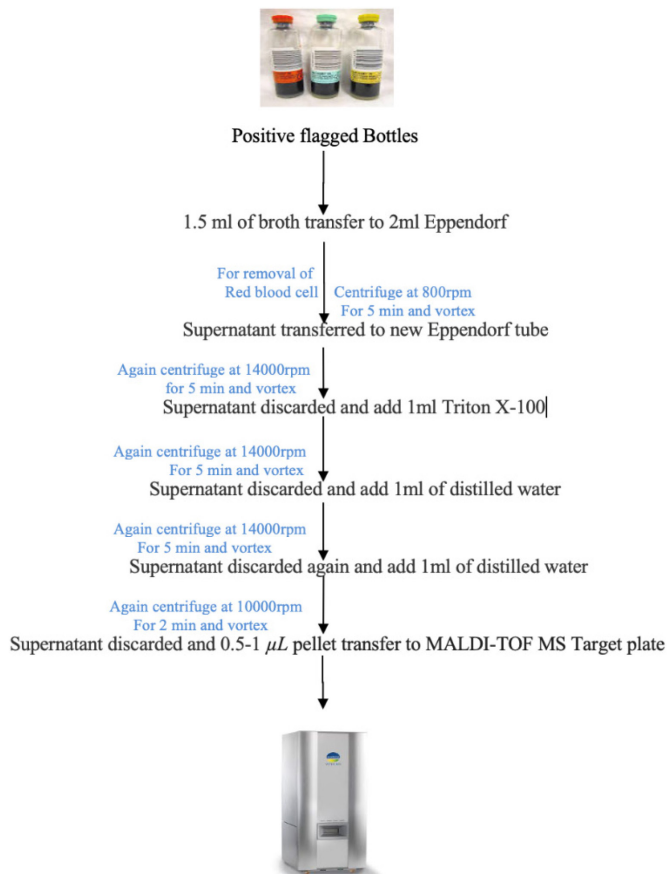 Positive flagged Bottles
1.5 ml of broth transfer to 2ml Eppendorf
For removal of
Red blood cell
Centrifuge at 800rpm
For 5 min and vortex
Supernatant transferred to new Eppendorf tube
Again centrifuge at 14000rpm
for 5 min and vortex
Supernatant discarded and add 1ml Triton X-100
Again centrifuge at 14000rpm
For 5 min and vortex
Supernatant discarded and add 1ml of distilled water
Again centrifuge at 14000rpm
For 5 min and vortex
Supernatant discarded again and add 1ml of distilled water
Again centrifuge at 10000rpm
For 2 min and vortex
Supernatant discarded and 0.5-1 μL pellet transfer to MALDI-TOF MS Target plate